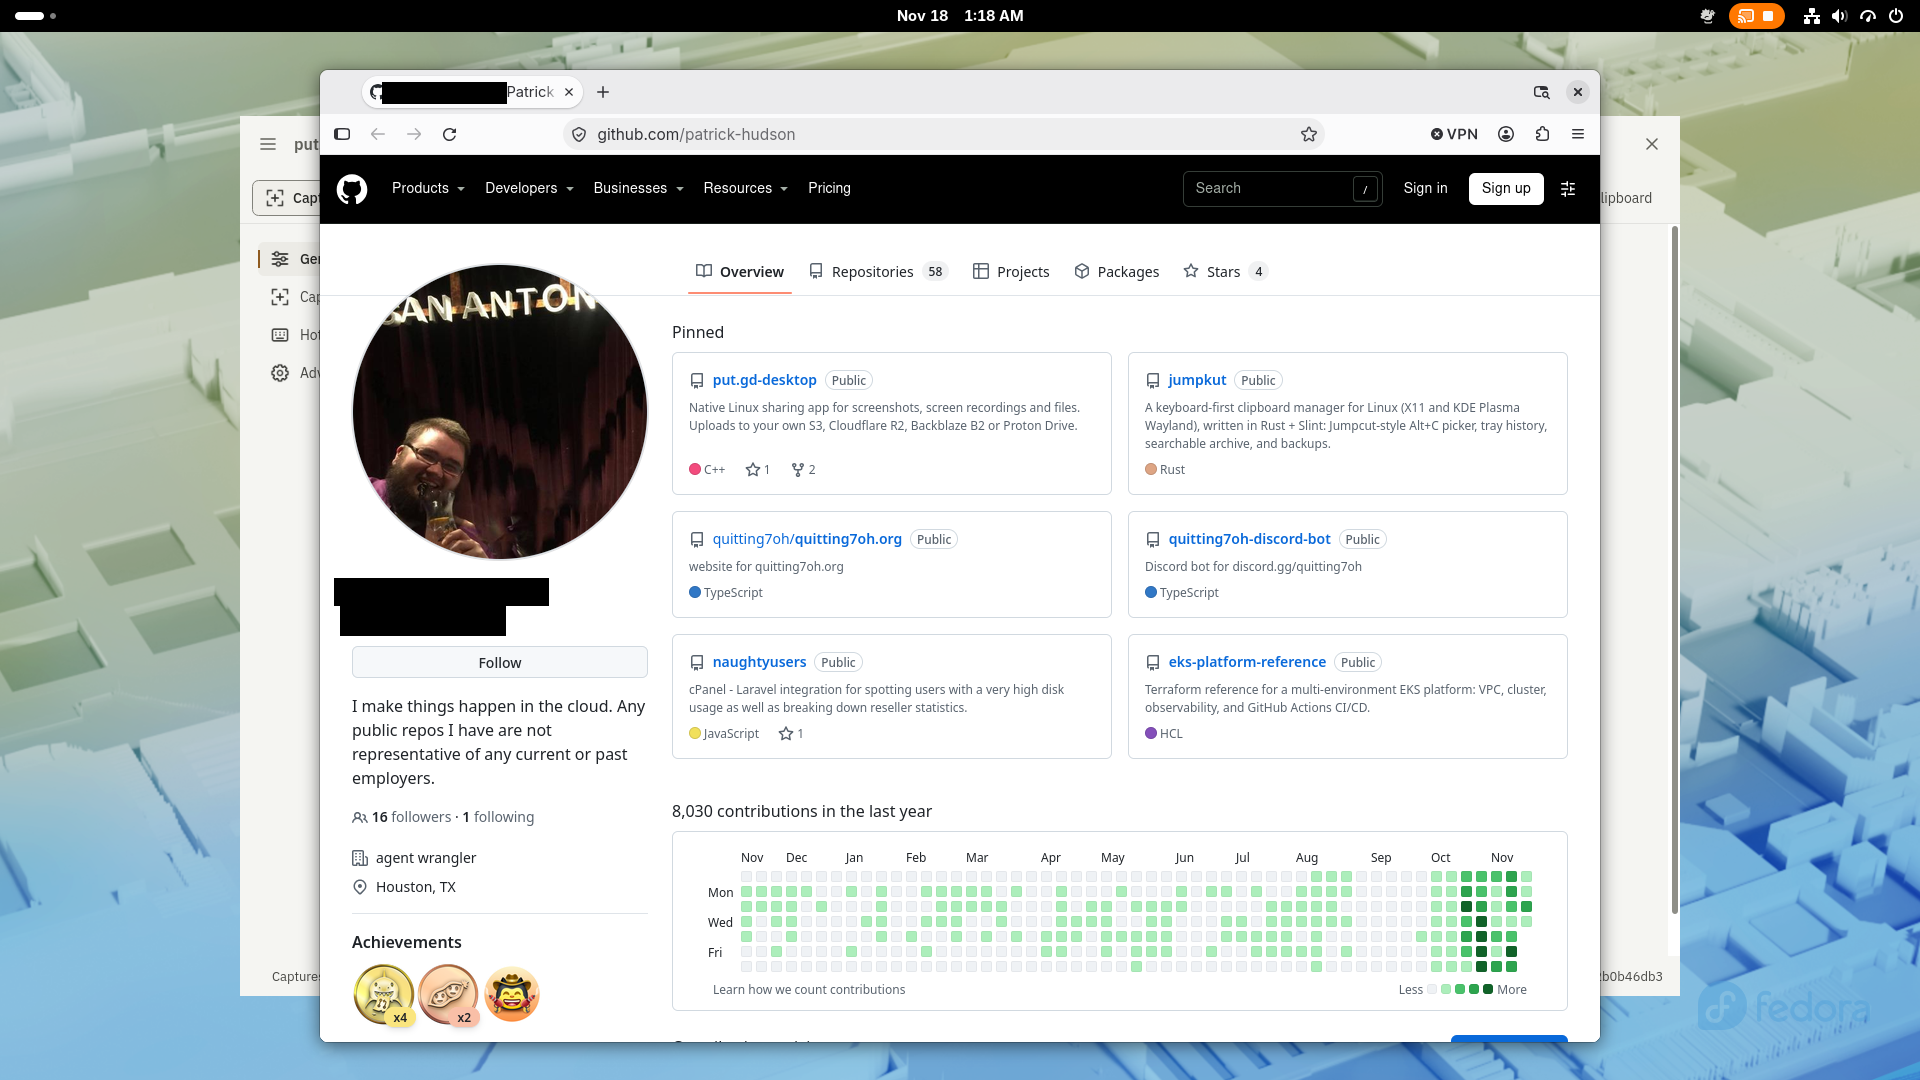 Nov 18 1:18 AM
Patrick
github.com/patrick-hudson
VPN
put
Capt
lipboard
Gen
Cap
Hot
Adv
Captures
2b0b46db3
Products
Developers
Businesses
Resources
Pricing
Search
/
Sign in
Sign up
Overview
Repositories 58
Projects
Packages
Stars 4
SAN ANTON
Follow
I make things happen in the cloud. Any
public repos I have are not
representative of any current or past
employers.
16 followers · 1 following
agent wrangler
Houston, TX
Achievements
x4
x2
Pinned
put.gd-desktop Public
Native Linux sharing app for screenshots, screen recordings and files.
Uploads to your own S3, Cloudflare R2, Backblaze B2 or Proton Drive.
C++ 1 2
jumpkut Public
A keyboard-first clipboard manager for Linux (X11 and KDE Plasma
Wayland), written in Rust + Slint: Jumpcut-style Alt+C picker, tray history,
searchable archive, and backups.
Rust
quitting7oh/quitting7oh.org Public
website for quitting7oh.org
TypeScript
quitting7oh-discord-bot Public
Discord bot for discord.gg/quitting7oh
TypeScript
naughtyusers Public
cPanel - Laravel integration for spotting users with a very high disk
usage as well as breaking down reseller statistics.
JavaScript 1
eks-platform-reference Public
Terraform reference for a multi-environment EKS platform: VPC, cluster,
observability, and GitHub Actions CI/CD.
HCL
8,030 contributions in the last year
Nov Dec Jan Feb Mar Apr May Jun Jul Aug Sep Oct Nov
Mon
Wed
Fri
Learn how we count contributions
Less More
fedora